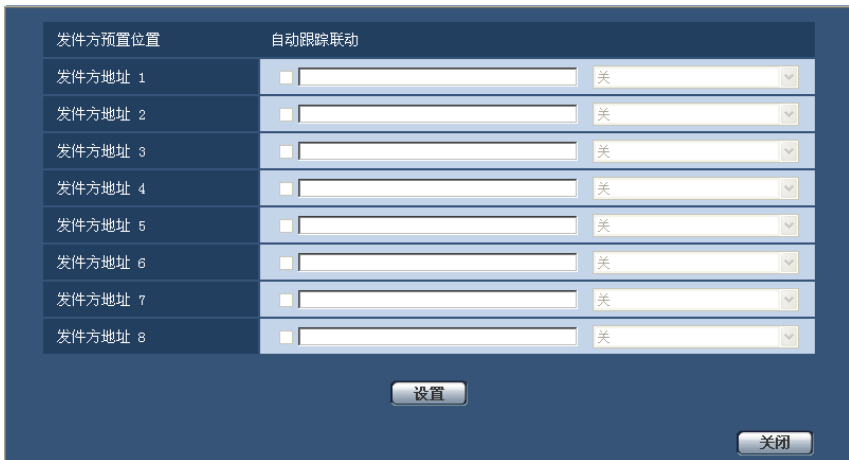 发件方预置位置 自动跟踪联动
发件方地址 1 关
发件方地址 2 关
发件方地址 3 关
发件方地址 4 关
发件方地址 5 关
发件方地址 6 关
发件方地址 7 关
发件方地址 8 关
设置
关闭